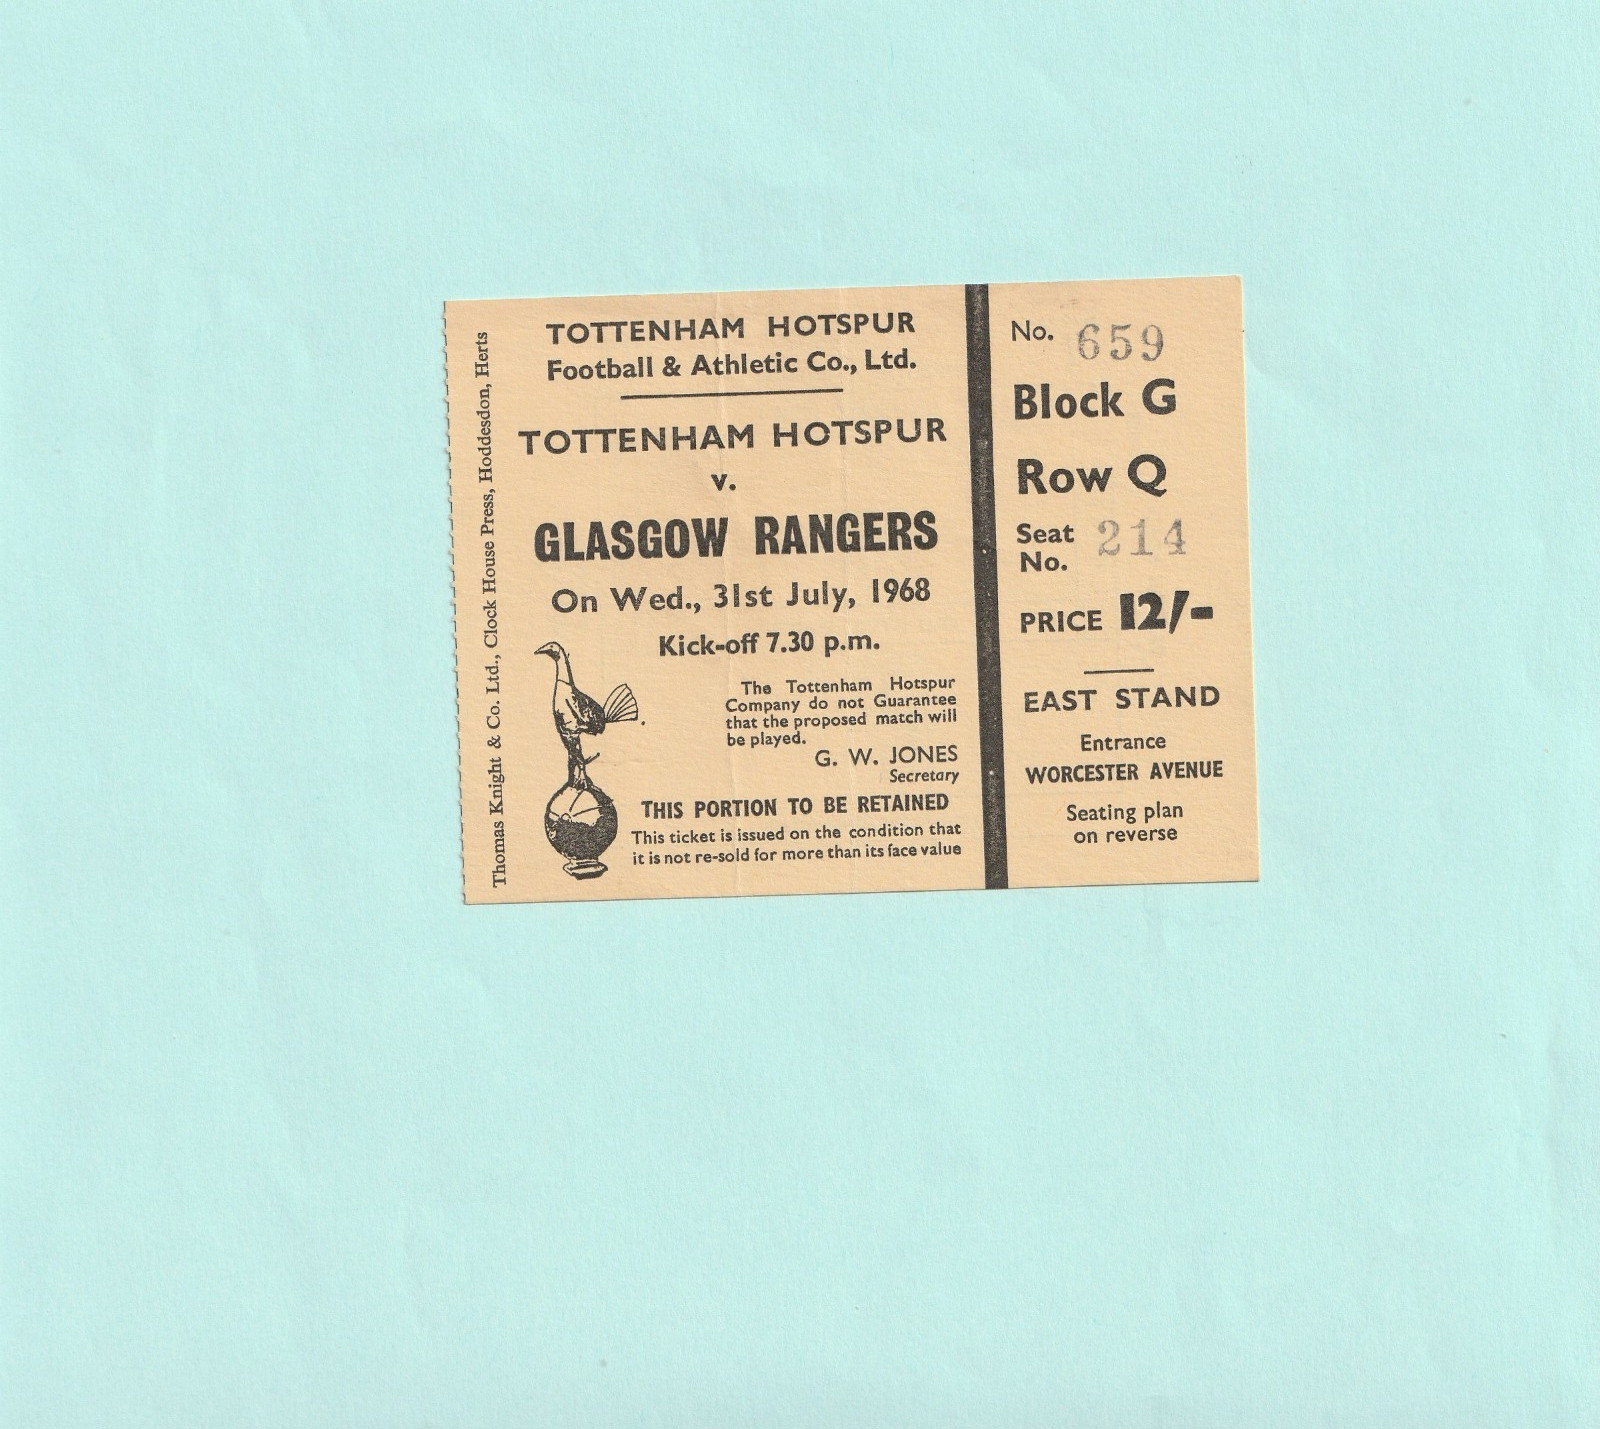 Thomas Knight & Co. Ltd., Clock House Press, Hoddesdon, Herts
TOTTENHAM HOTSPUR
Football & Athletic Co., Ltd.
TOTTENHAM HOTSPUR
v.
GLASGOW RANGERS
On Wed., 31st July, 1968
Kick-off 7.30 p.m.
The Tottenham Hotspur
Company do not Guarantee
that the proposed match will
be played.
G. W. JONES
Secretary
THIS PORTION TO BE RETAINED
This ticket is issued on the condition that
it is not re-sold for more than its face value
No. 659
Block G
Row Q
Seat
No. 214
PRICE 12/-
EAST STAND
Entrance
WORCESTER AVENUE
Seating plan
on reverse